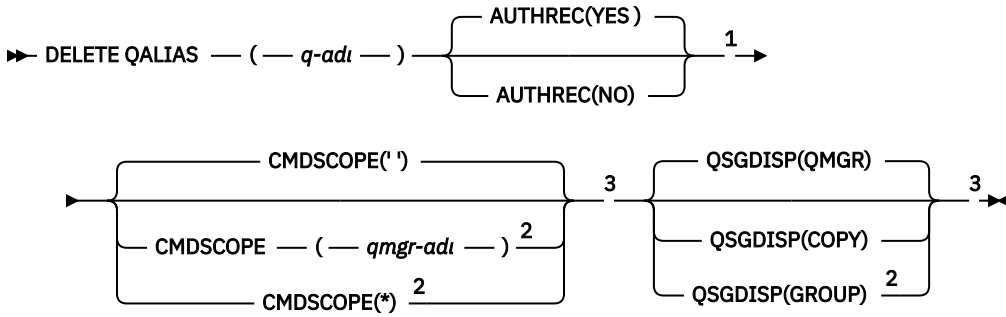 AUTHREC(YES )
DELETE QALIAS ( q-adı ) 1
AUTHREC(NO)
CMDSCOPE(' ') QSGDISP(QMGR)
3 3
CMDSCOPE ( qmgr-adı ) 2 QSGDISP(COPY)
CMDSCOPE(*) 2 QSGDISP(GROUP) 2